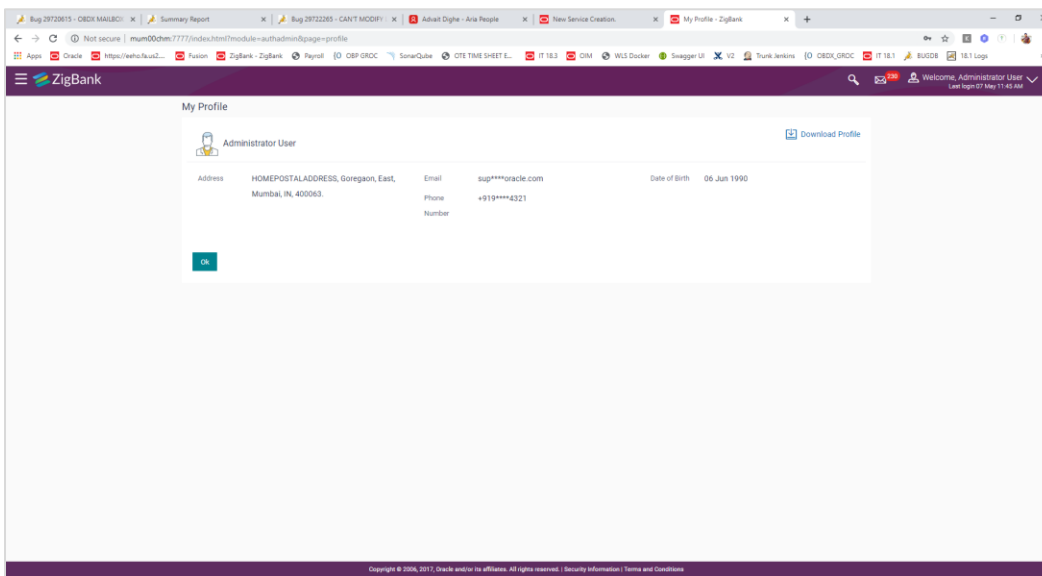 Bug 29720015 - OBDX MAILBOX
Summary Report
Bug 29722265 - CAN'T MODIFY
Advait Dighe - Aria People
New Service Creation.
My Profile - ZigBank
Not secure | mum00chm:7777/index.html?module=authadmin&page=profile
Apps Oracle https://eeho.fa.us2... Fusion ZigBank - ZigBank Payroll OBP GROC SonarQube OTE TIME SHEET E... IT 18.3 OIM WLS Docker Swagger UI V2 Trunk Jenkins OBDX_GROC IT 18.1 BUGDB 18.1 Logs
ZigBank
230
Welcome, Administrator User
Last login 07 May 11:45 AM
My Profile
Administrator User
Download Profile
Address HOMEPOSTALADDRESS, Goregaon, East, Email sup****oracle.com Date of Birth 06 Jun 1990
Mumbai, IN, 400063. Phone +919****4321
Number
Ok
Copyright © 2006, 2017, Oracle and/or its affiliates. All rights reserved. | Security Information | Terms and Conditions